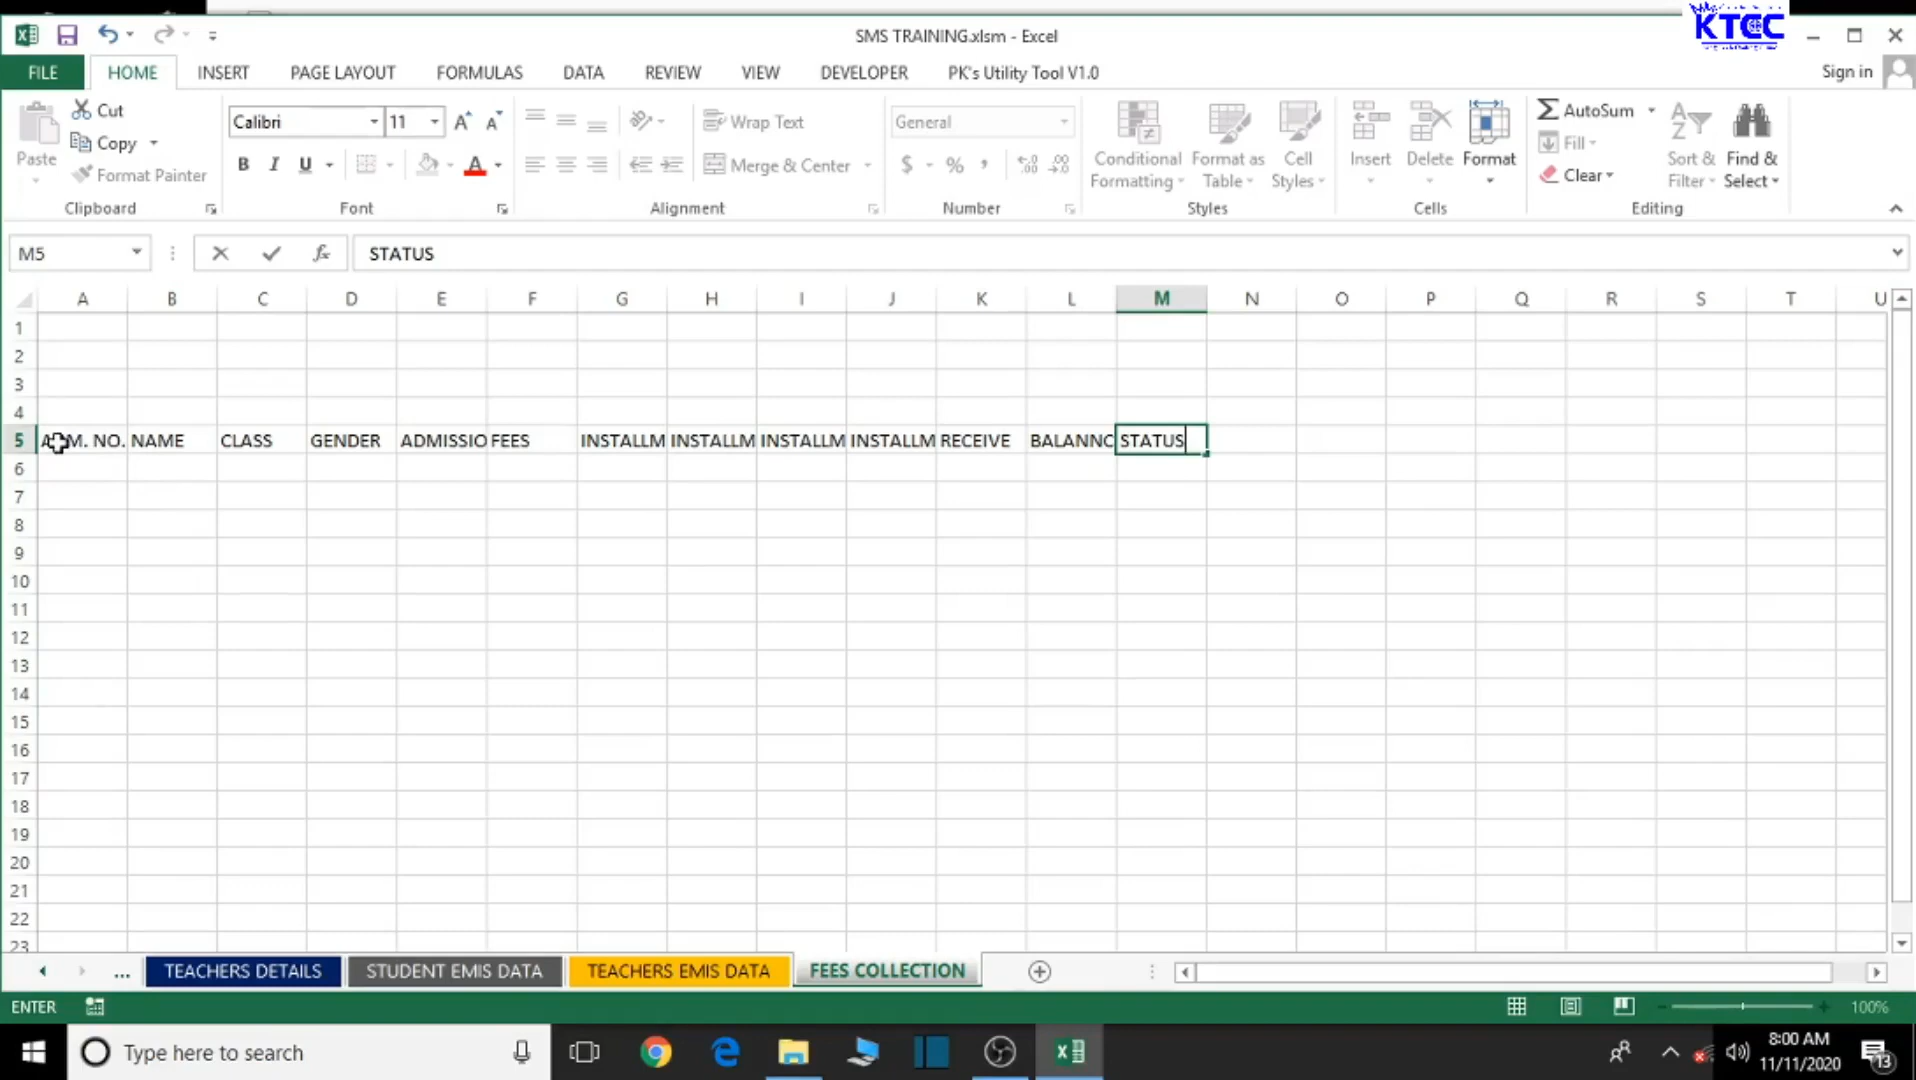 KTCC
SMS TRAINING.xlsm - Excel
FILE HOME INSERT PAGE LAYOUT FORMULAS DATA REVIEW VIEW DEVELOPER PK's Utility Tool V1.0 Sign in
Paste Cut Copy Format Painter
Calibri 11
B I U A
Wrap Text
Merge & Center
General
$ % ,
Conditional Formatting Format as Table Cell Styles
Insert Delete Format
AutoSum Fill Clear
Sort & Filter Find & Select
Clipboard Font Alignment Number Styles Cells Editing
M5 fx STATUS
A B C D E F G H I J K L M N O P Q R S T U
1
2
3
4
5 M. NO. NAME CLASS GENDER ADMISSIO FEES INSTALLM INSTALLM INSTALLM INSTALLM RECEIVE BALANNC STATUS
6
7
8
9
10
11
12
13
14
15
16
17
18
19
20
21
22
23
... TEACHERS DETAILS STUDENT EMIS DATA TEACHERS EMIS DATA FEES COLLECTION
ENTER 100%
Type here to search
8:00 AM
11/11/2020
13